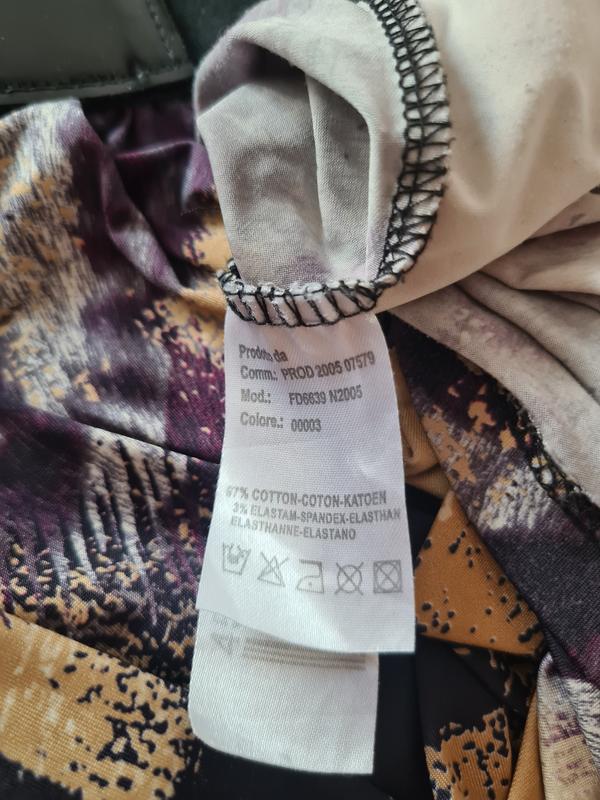 Prodotto da
Comm.: PROD 2005 07579
Mod.: FD6639 N2005
Colore.: 00003
97% COTTON-COTON-KATOEN
3% ELASTAM-SPANDEX-ELASTHAN
ELASTHANNE-ELASTANO